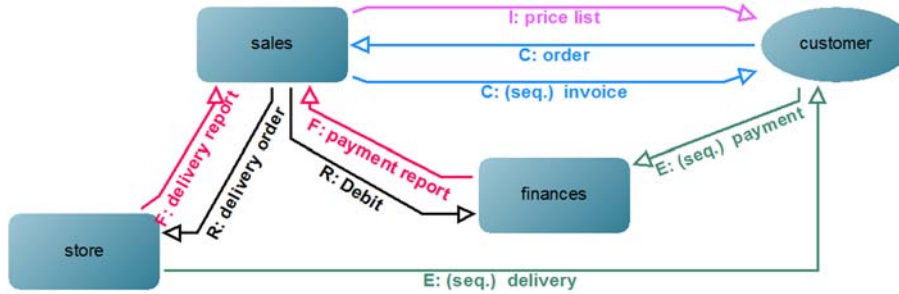 I: price list
sales
customer
C: order
C: (seq.) invoice
F: delivery report
R: delivery order
F: payment report
R: Debit
E: (seq.) payment
finances
store
E: (seq.) delivery